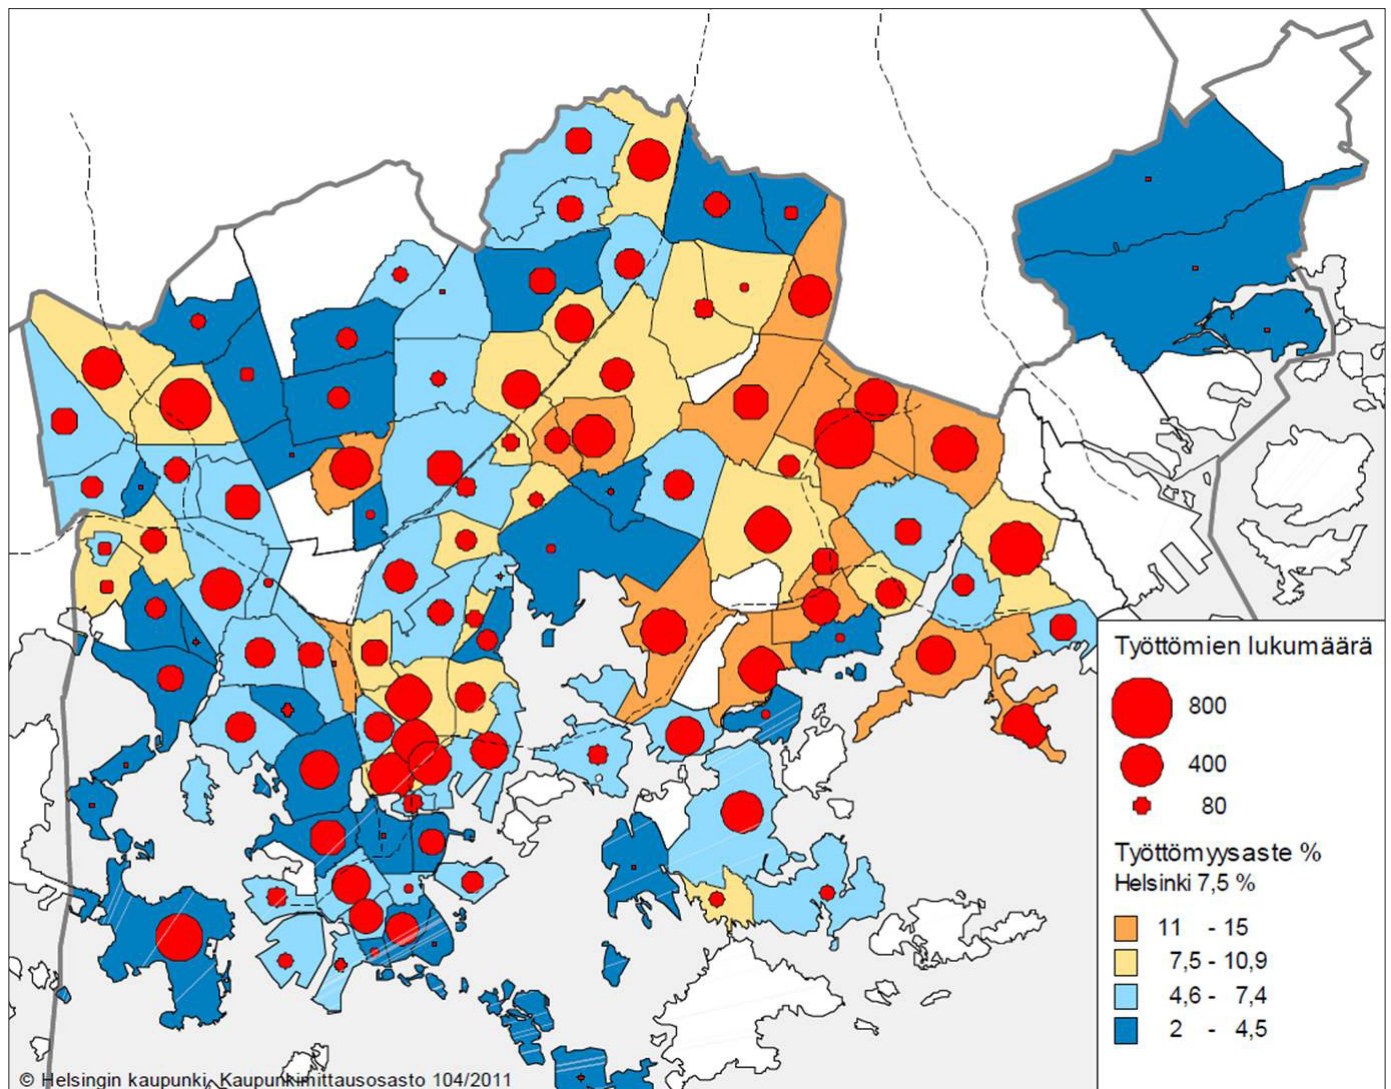 Työttömien lukumäärä
800
400
80
Työttömyysaste %
Helsinki 7,5 %
11 - 15
7,5 - 10,9
4,6 - 7,4
2 - 4,5
© Helsingin kaupunki, Kaupunkimittausosasto 104/2011